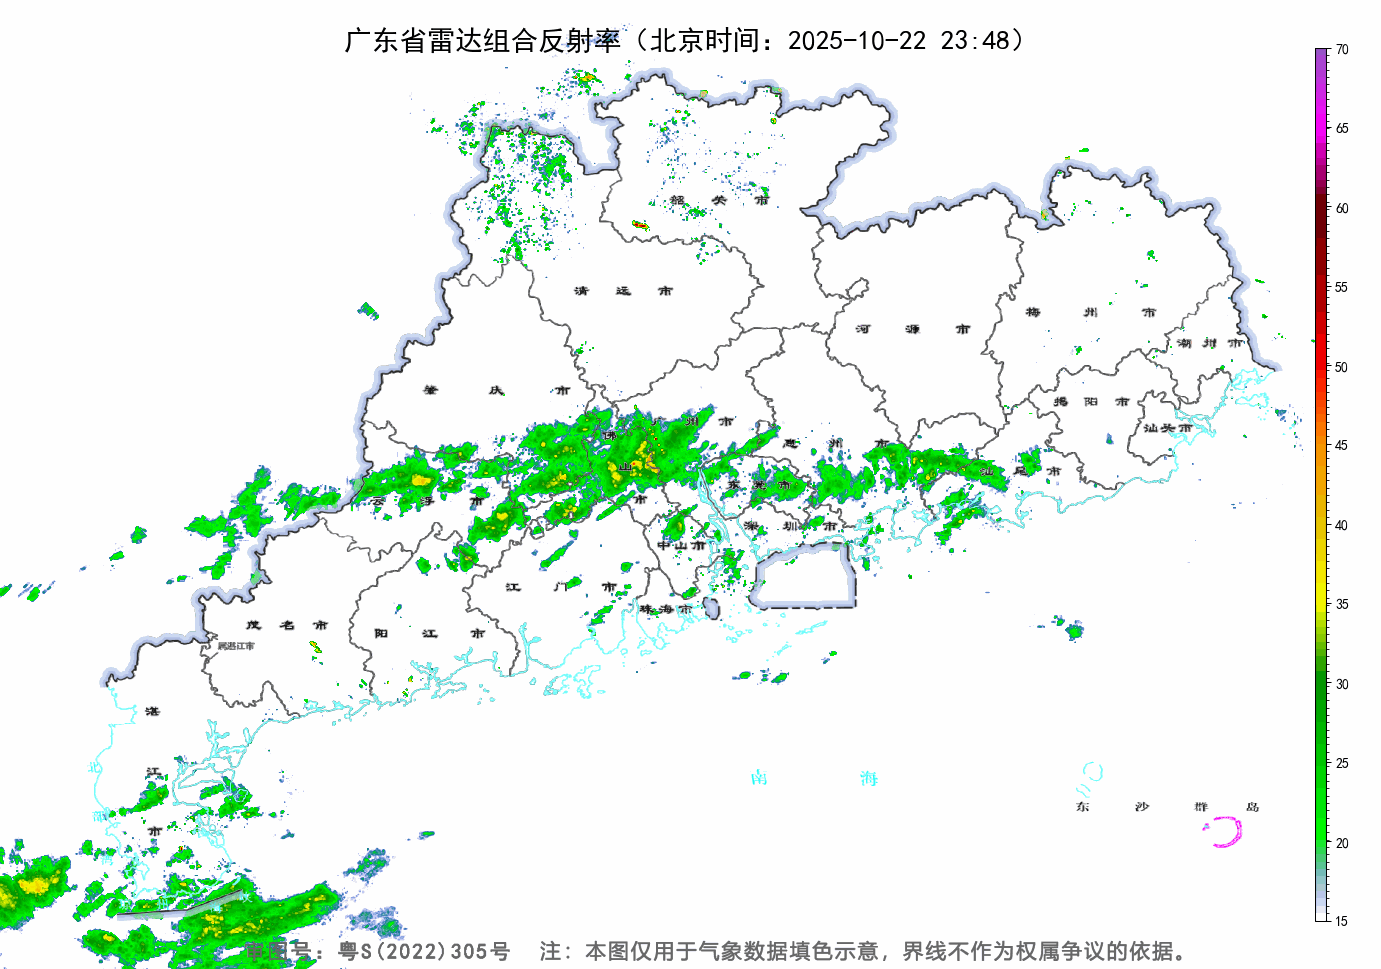 广东省雷达组合反射率（北京时间：2025-10-22 23:48）
70
65
60
55
50
45
40
35
30
25
20
15
韶 关 市
清 远 市
河 源 市
梅 州 市
潮 州 市
肇 庆 市
揭 阳 市
汕头市
广 州 市
佛 山 市
惠 州 市
汕 尾 市
东 莞 市
云 浮 市
深 圳 市
中山市
江 门 市
珠海市
茂 名 市
阳 江 市
属湛江市
湛 江 市
南 海
东 沙 群 岛
审图号：粤S(2022)305号 注：本图仅用于气象数据填色示意，界线不作为权属争议的依据。